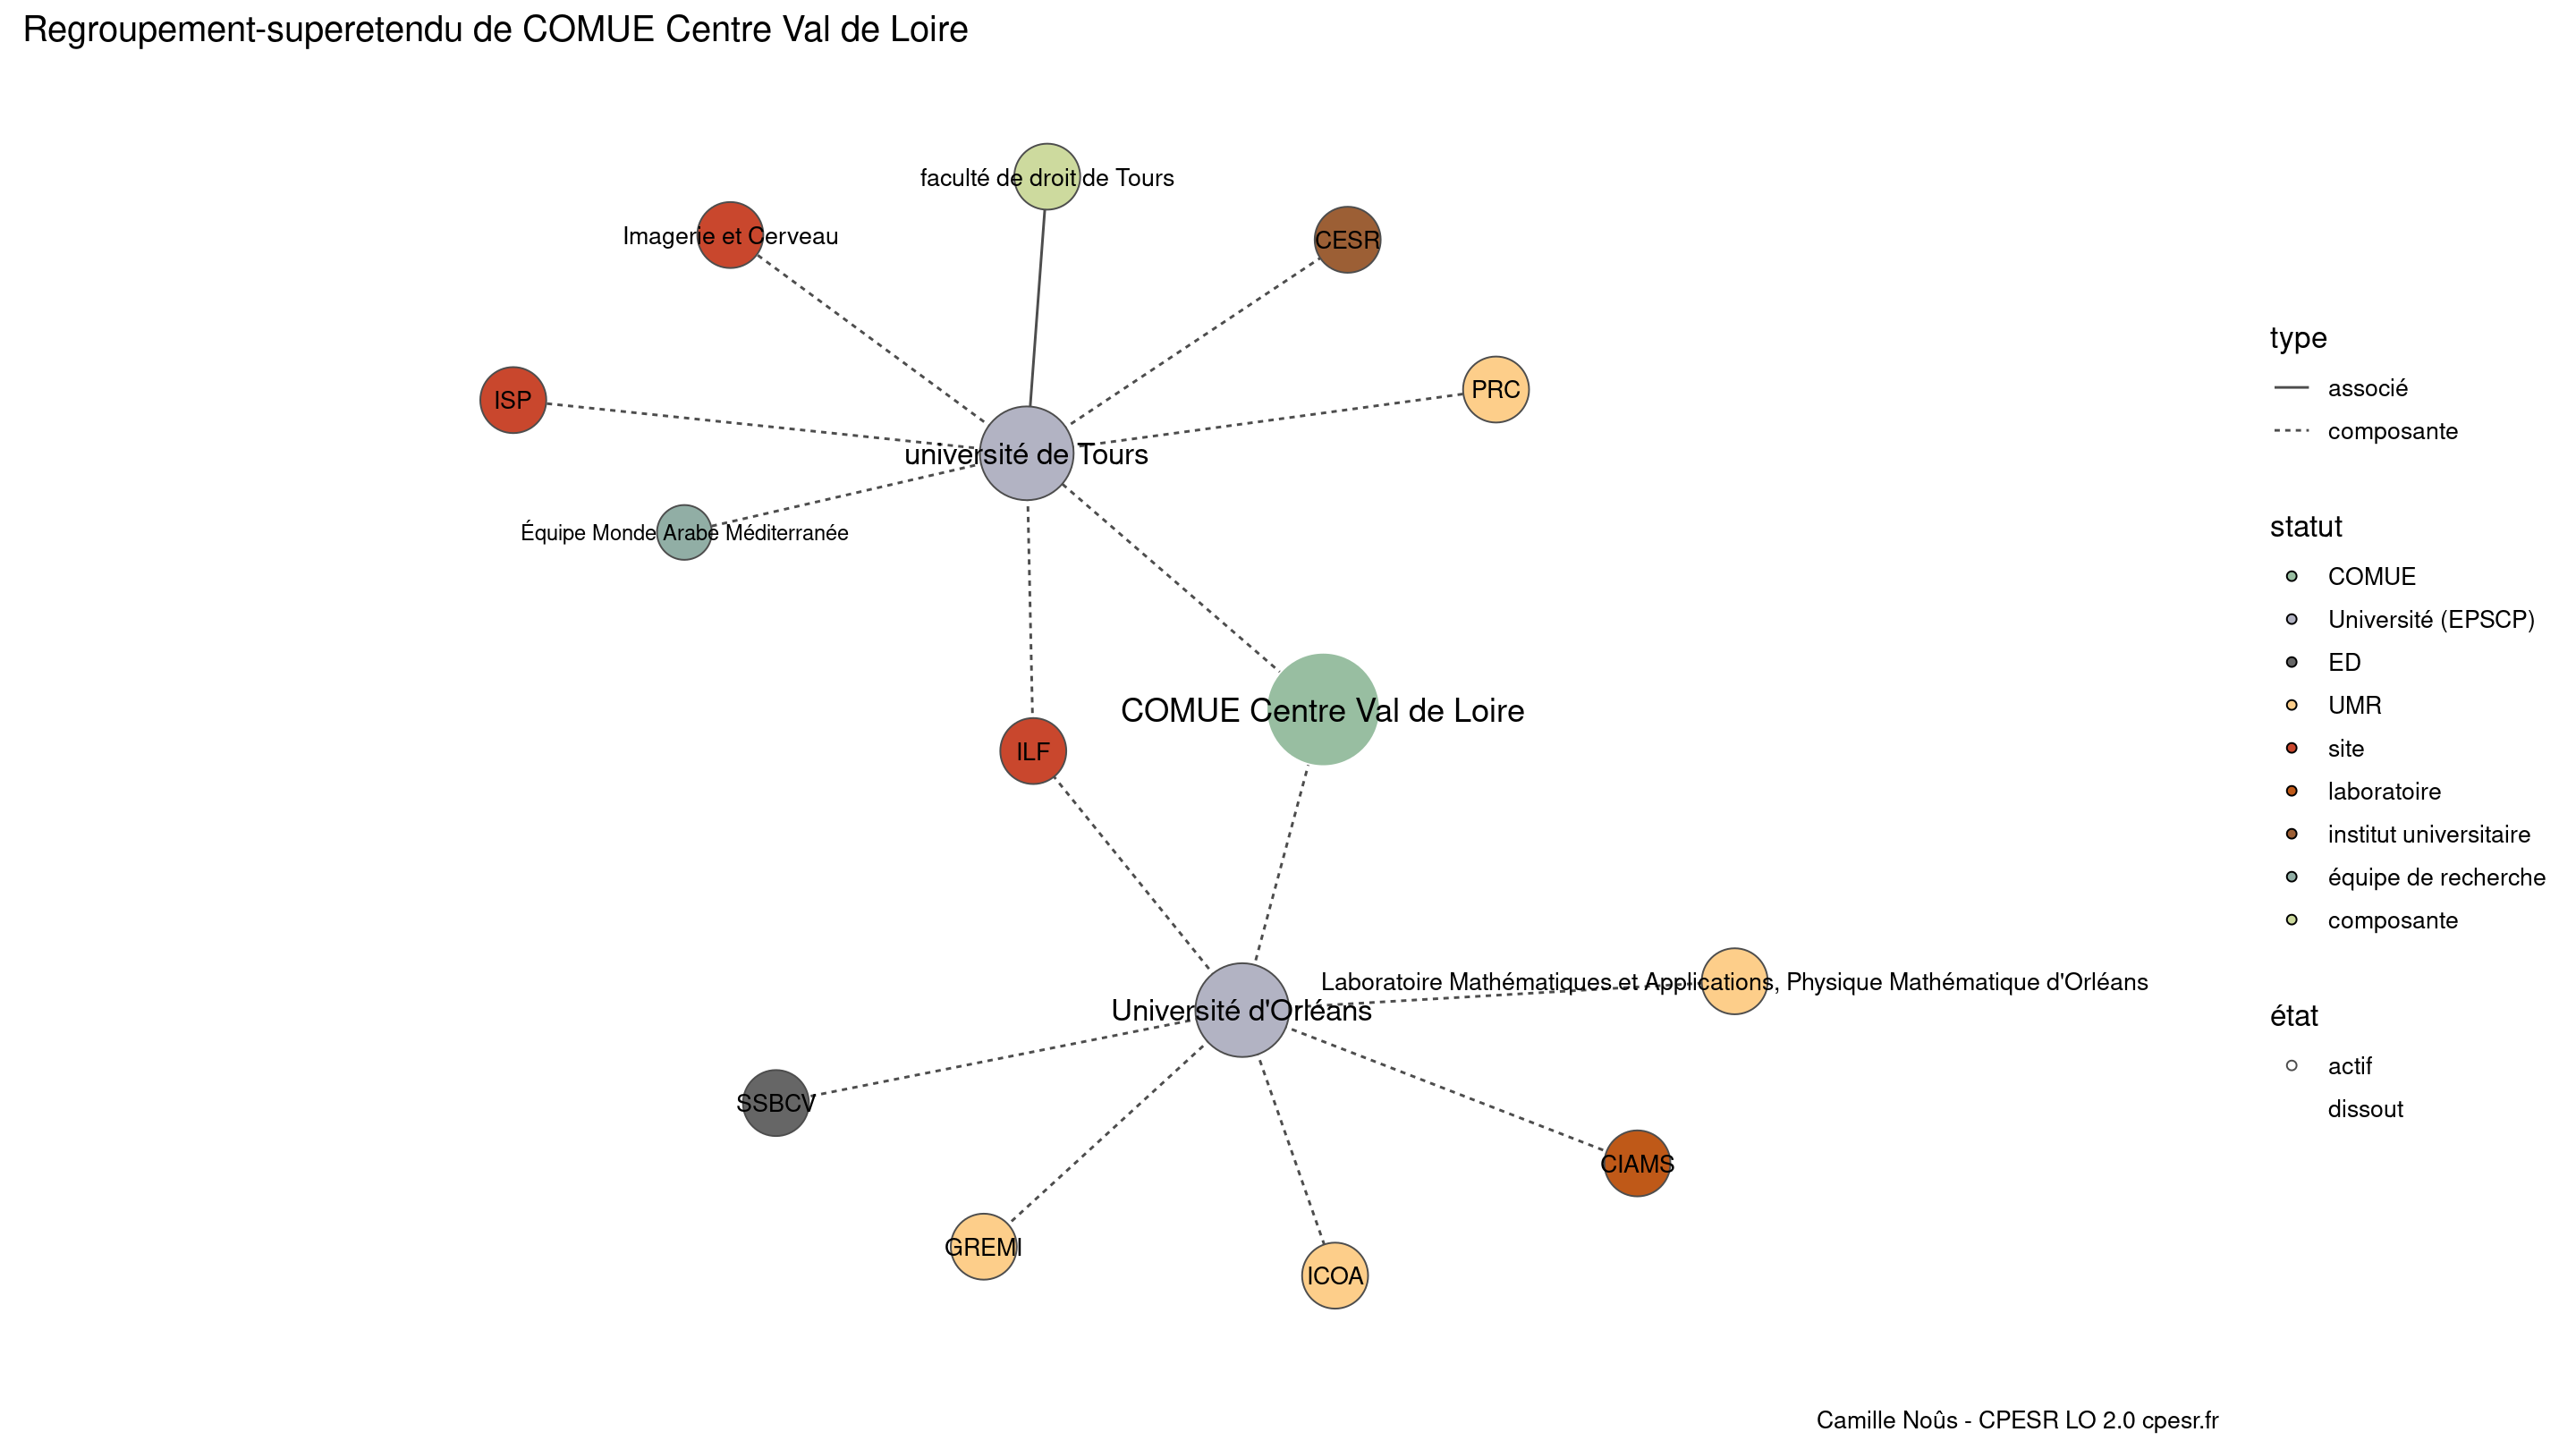 Regroupement-superetendu de COMUE Centre Val de Loire
faculté de droit de Tours
Imagerie et Cerveau
CESR
PRC
ISP
université de Tours
Équipe Monde Arabe Méditerranée
COMUE Centre Val de Loire
ILF
Laboratoire Mathématiques et Applications, Physique Mathématique d'Orléans
Université d'Orléans
SSBCV
CIAMS
GREMI
ICOA
type
associé
composante
statut
COMUE
Université (EPSCP)
ED
UMR
site
laboratoire
institut universitaire
équipe de recherche
composante
état
actif
dissout
Camille Noûs - CPESR LO 2.0 cpesr.fr